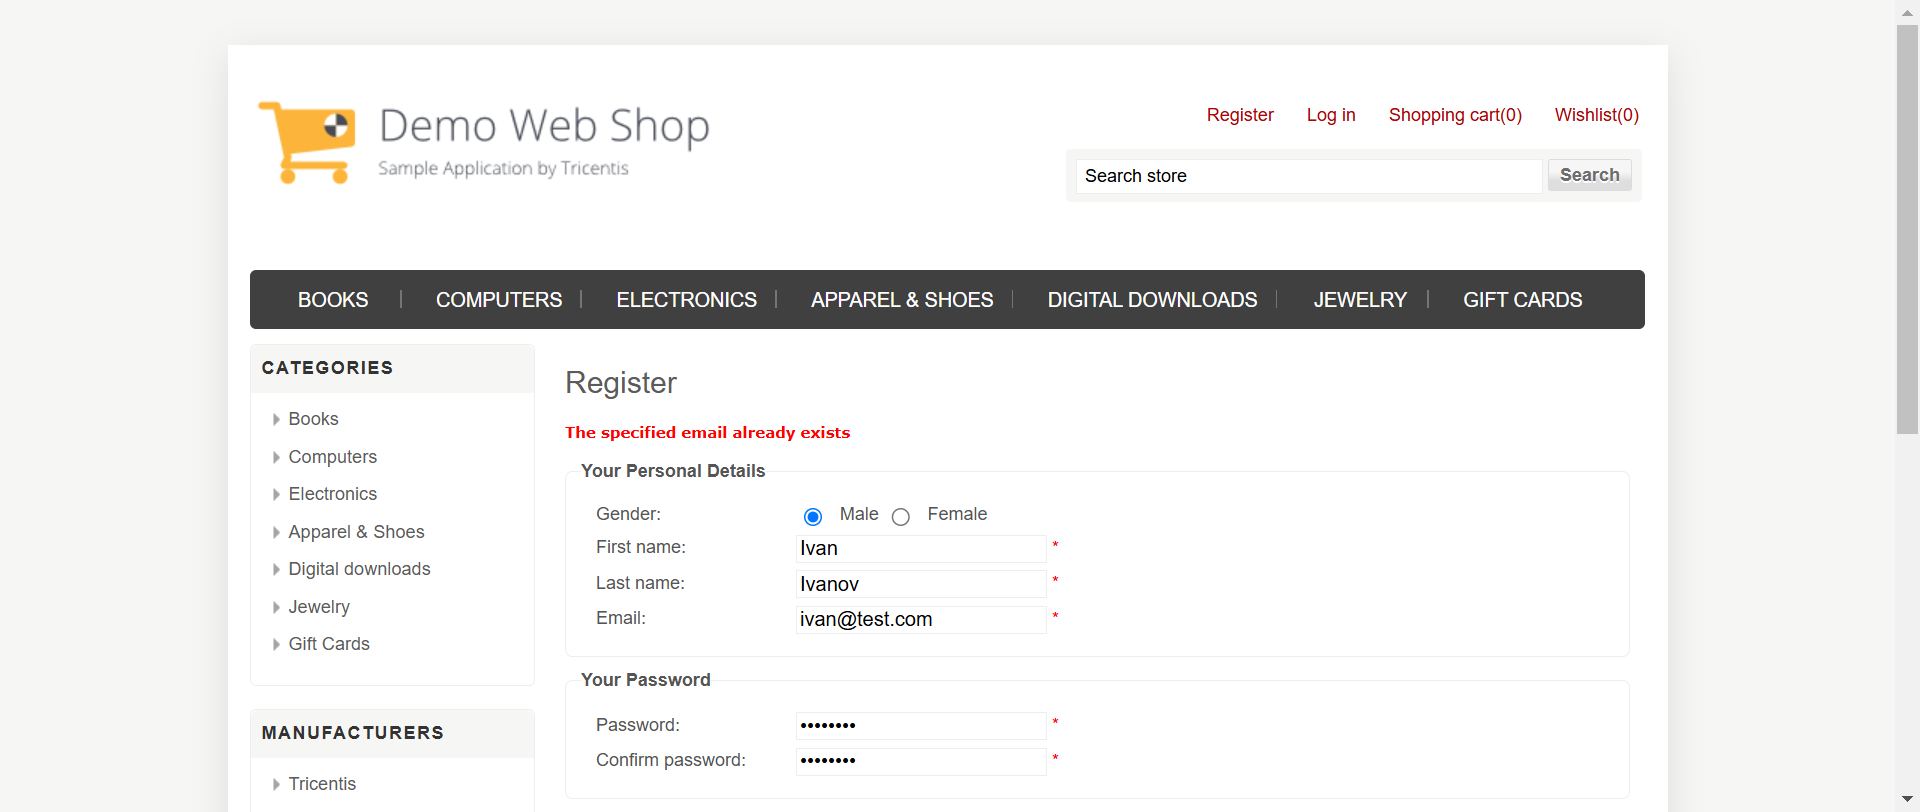 Demo Web Shop
Sample Application by Tricentis
Register Log in Shopping cart(0) Wishlist(0)
Search store Search
BOOKS COMPUTERS ELECTRONICS APPAREL & SHOES DIGITAL DOWNLOADS JEWELRY GIFT CARDS
CATEGORIES
Books
Computers
Electronics
Apparel & Shoes
Digital downloads
Jewelry
Gift Cards
MANUFACTURERS
Tricentis
Register
The specified email already exists
Your Personal Details
Gender: Male Female
First name: Ivan *
Last name: Ivanov *
Email: ivan@test.com *
Your Password
Password: •••••••• *
Confirm password: •••••••• *